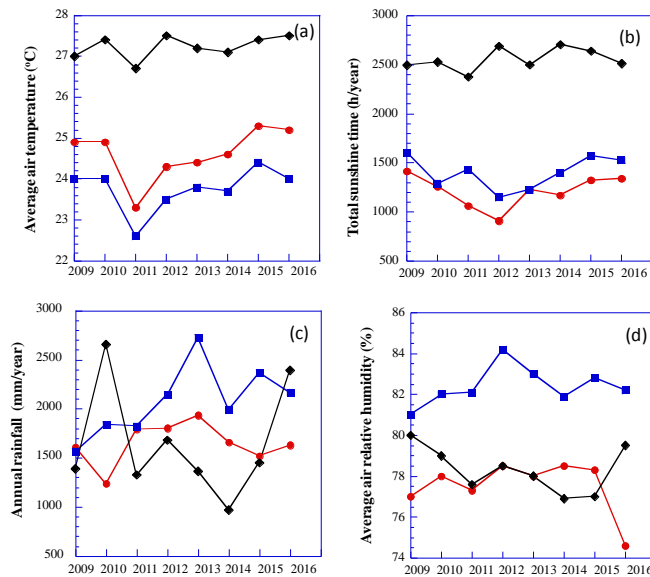 (a)
Average air temperature (°C)
28
27
26
25
24
23
22
2009 2010 2011 2012 2013 2014 2015 2016
(b)
Total sunshine time (h/year)
3000
2500
2000
1500
1000
500
2009 2010 2011 2012 2013 2014 2015 2016
(c)
Annual rainfall (mm/year)
3000
2500
2000
1500
1000
500
2009 2010 2011 2012 2013 2014 2015 2016
(d)
Average air relative humidity (%)
86
84
82
80
78
76
74
2009 2010 2011 2012 2013 2014 2015 2016